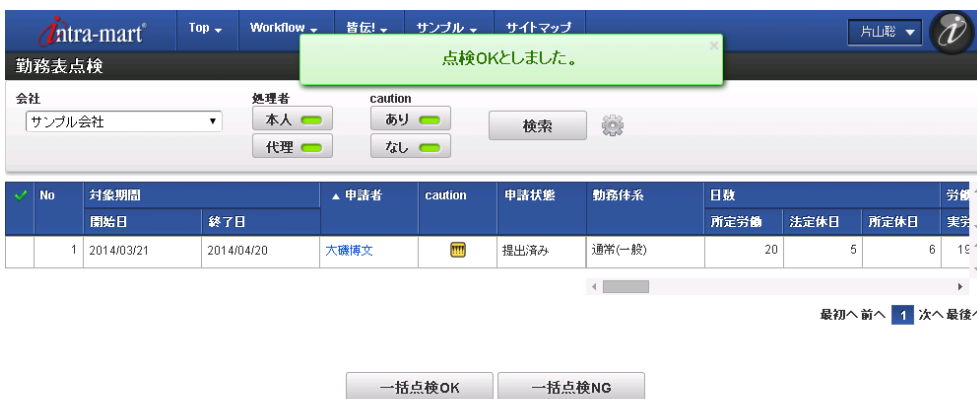 intra-mart® Top Workflow 皆伝! サンプル サイトマップ 片山聡
点検OKとしました。
勤務表点検
会社 処理者 caution
サンプル会社 本人 あり 検索
代理 なし
No 対象期間 ▲申請者 caution 申請状態 勤務体系 日数
開始日 終了日 所定労働 法定休日 所定休日
1 2014/03/21 2014/04/20 大磯博文 提出済み 通常(一般) 20 5 6 19
最初へ 前へ 1 次へ 最後へ
一括点検OK 一括点検NG